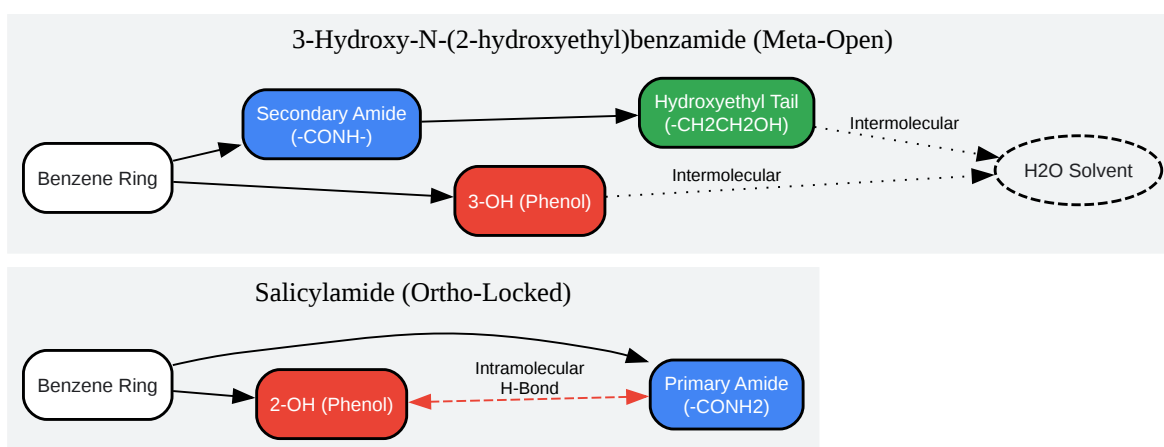 3-Hydroxy-N-(2-hydroxyethyl)benzamide (Meta-Open)
Benzene Ring
Secondary Amide
(-CONH-)
Hydroxyethyl Tail
(-CH2CH2OH)
3-OH (Phenol)
Intermolecular
Intermolecular
H2O Solvent
Salicylamide (Ortho-Locked)
Benzene Ring
2-OH (Phenol)
Intramolecular
H-Bond
Primary Amide
(-CONH2)